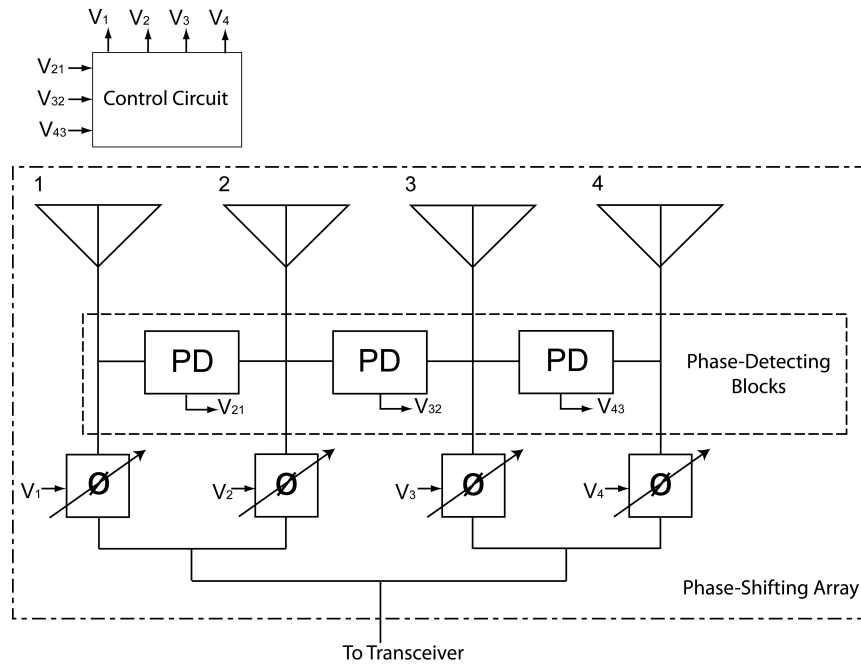 V1 V2 V3 V4
V21
V32
V43
Control Circuit
1 2 3 4
PD PD PD
V21 V32 V43
Phase-Detecting
Blocks
V1 Ø V2 Ø V3 Ø V4 Ø
Phase-Shifting Array
To Transceiver